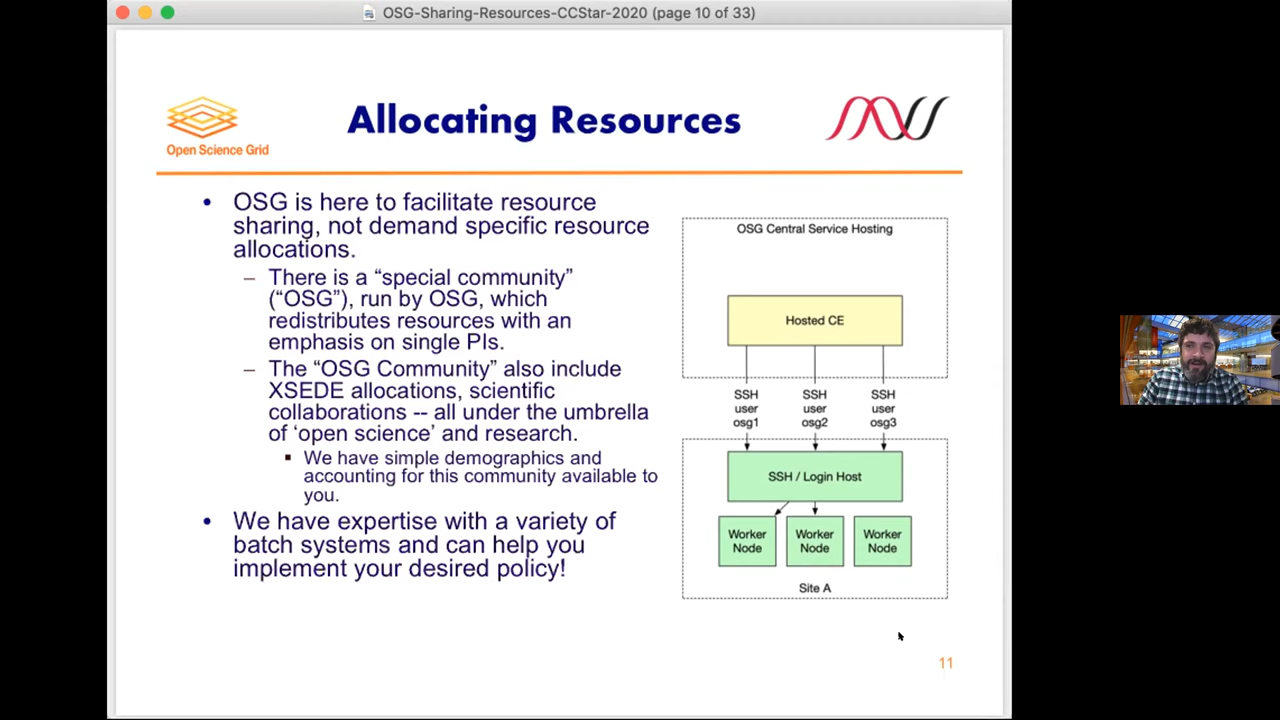 OSG-Sharing-Resources-CCStar-2020 (page 10 of 33)
Open Science Grid
Allocating Resources
• OSG is here to facilitate resource
sharing, not demand specific resource
allocations.
– There is a “special community”
(“OSG”), run by OSG, which
redistributes resources with an
emphasis on single PIs.
– The “OSG Community” also include
XSEDE allocations, scientific
collaborations -- all under the umbrella
of ‘open science’ and research.
▪ We have simple demographics and
accounting for this community available to
you.
• We have expertise with a variety of
batch systems and can help you
implement your desired policy!
OSG Central Service Hosting
Hosted CE
SSH
user
osg1
SSH
user
osg2
SSH
user
osg3
SSH / Login Host
Worker
Node
Worker
Node
Worker
Node
Site A
11